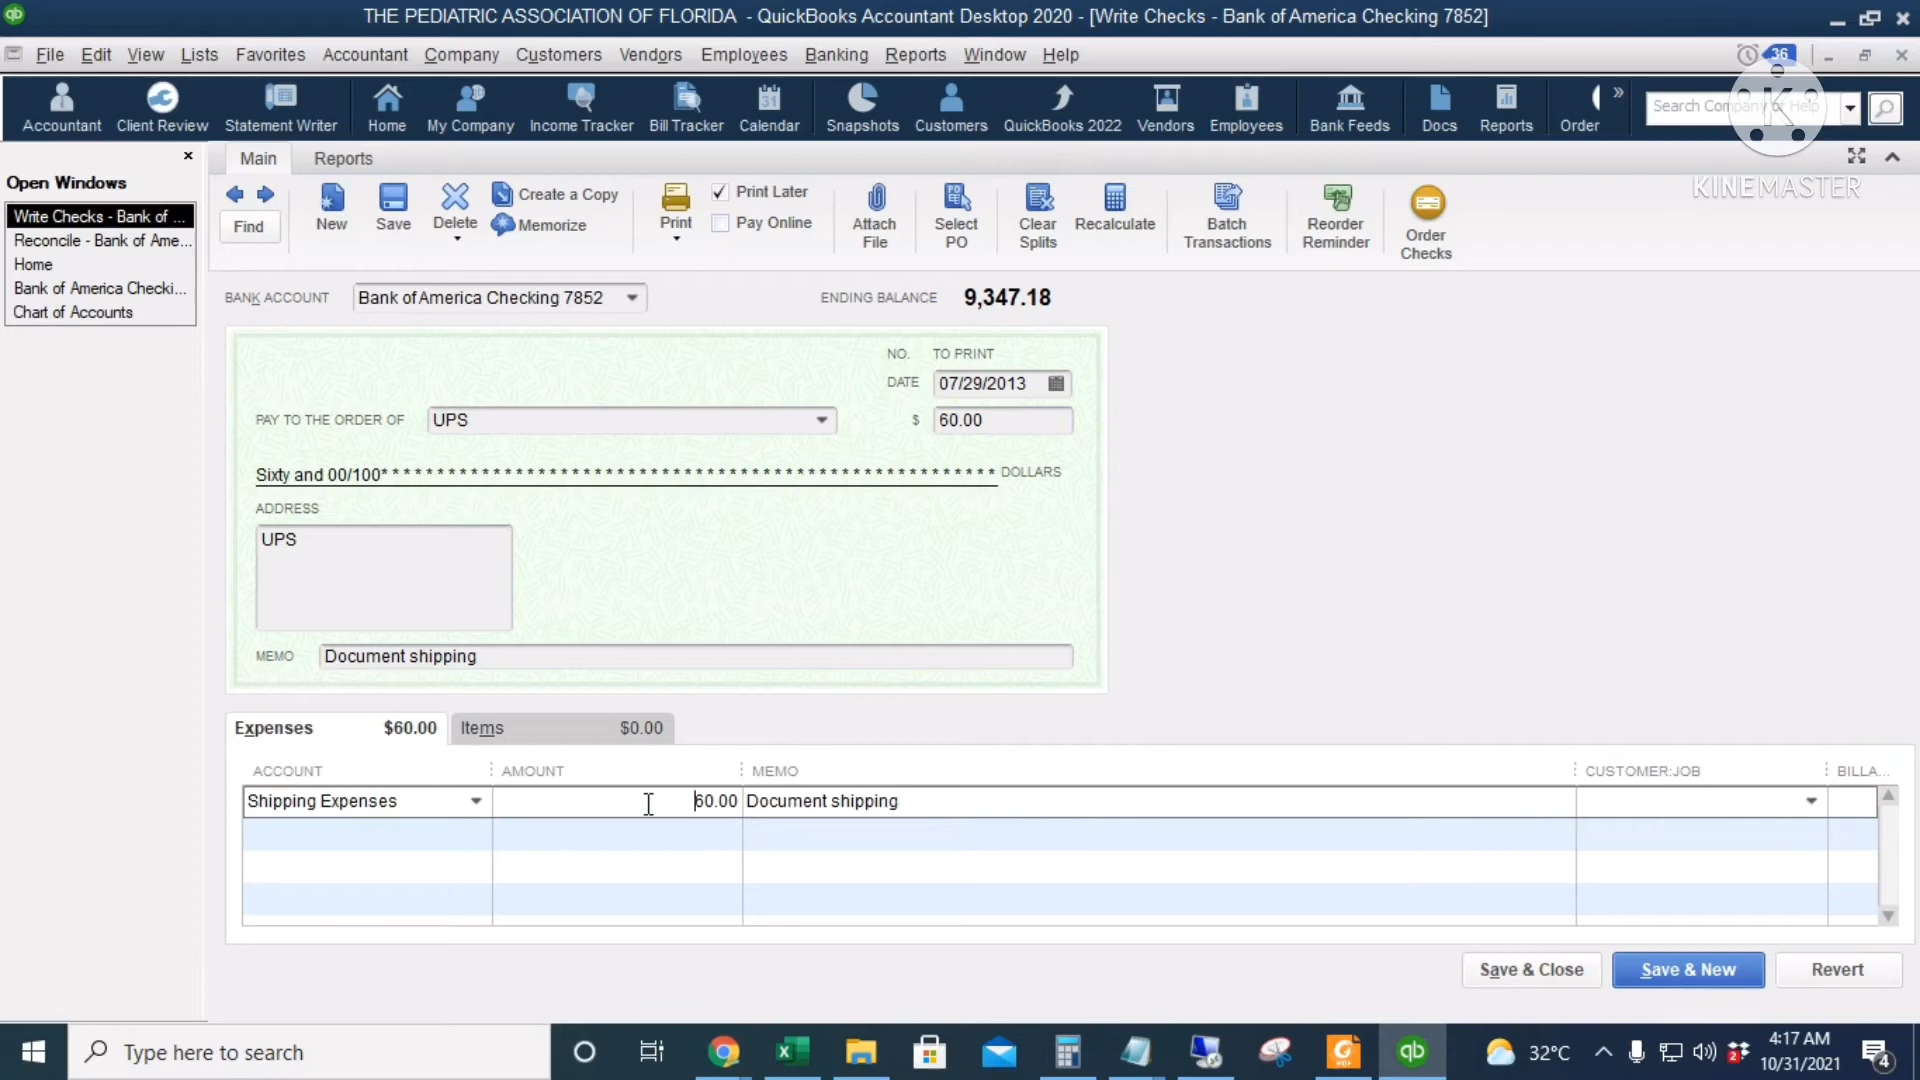 THE PEDIATRIC ASSOCIATION OF FLORIDA - QuickBooks Accountant Desktop 2020 - [Write Checks - Bank of America Checking 7852]
File Edit View Lists Favorites Accountant Company Customers Vendors Employees Banking Reports Window Help 36
Accountant Client Review Statement Writer Home My Company Income Tracker Bill Tracker Calendar Snapshots Customers QuickBooks 2022 Vendors Employees Bank Feeds Docs Reports Order » Search Company or Help
31
K
KINEMASTER
Open Windows
Write Checks - Bank of ...
Reconcile - Bank of Ame...
Home
Bank of America Checki...
Chart of Accounts
Main Reports
Find
New
Save
Delete
Create a Copy
Memorize
Print
Print Later
Pay Online
Attach
File
PO
Select
PO
Clear
Splits
Recalculate
Batch
Transactions
Reorder
Reminder
Order
Checks
BANK ACCOUNT Bank of America Checking 7852 ENDING BALANCE 9,347.18
NO. TO PRINT
DATE 07/29/2013
PAY TO THE ORDER OF UPS $ 60.00
Sixty and 00/100* * * * * * * * * * * * * * * * * * * * * * * * * * * * * * * * * * * * * * * * * * * * * * * * * * * * * * * DOLLARS
ADDRESS
UPS
MEMO Document shipping
Expenses $60.00 Items $0.00
ACCOUNT AMOUNT MEMO CUSTOMER:JOB BILLA...
Shipping Expenses 60.00 Document shipping
Save & Close Save & New Revert
Type here to search
qb
32°C
2
4:17 AM
10/31/2021
4